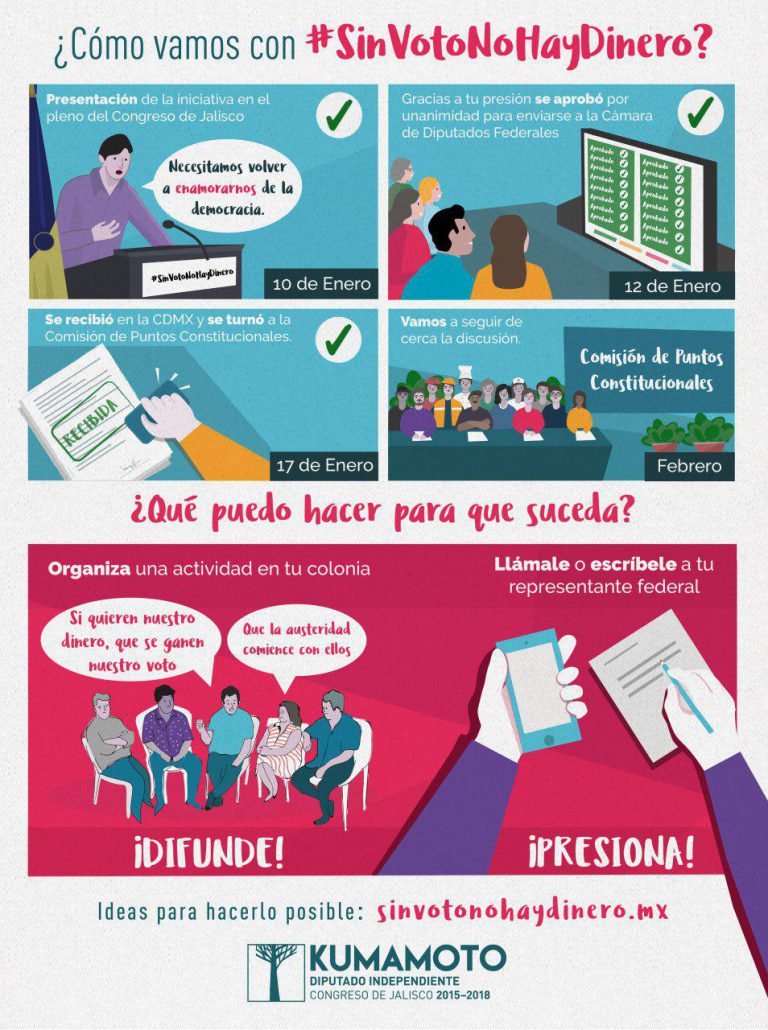 ¿Cómo vamos con #SinVotoNoHayDinero?
Presentación de la iniciativa en el
pleno del Congreso de Jalisco
Necesitamos volver
a enamorarnos de la
democracia.
#SinVotoNoHayDinero
10 de Enero
Gracias a tu presión se aprobó por
unanimidad para enviarse a la Cámara
de Diputados Federales
Aprobado Aprobado
Aprobado Aprobado
Aprobado Aprobado
Aprobado Aprobado
Aprobado Aprobado
Aprobado Aprobado
Aprobado Aprobado
Aprobado Aprobado
12 de Enero
Se recibió en la CDMX y se turnó a la
Comisión de Puntos Constitucionales.
RECIBIDA
17 de Enero
Vamos a seguir de
cerca la discusión.
Comisión de Puntos
Constitucionales
Febrero
¿Qué puedo hacer para que suceda?
Organiza una actividad en tu colonia
Si quieren nuestro
dinero, que se ganen
nuestro voto
Que la austeridad
comience con ellos
¡DIFUNDE!
Llámale o escríbele a tu
representante federal
¡PRESIONA!
Ideas para hacerlo posible: sinvotonohaydinero.mx
KUMAMOTO
DIPUTADO INDEPENDIENTE
CONGRESO DE JALISCO 2015-2018